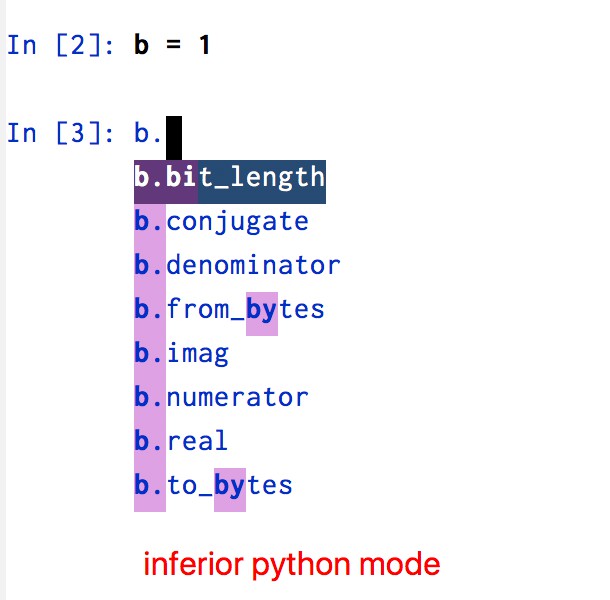 In [2]: b = 1
In [3]: b.
b.bit_length
b.conjugate
b.denominator
b.from_bytes
b.imag
b.numerator
b.real
b.to_bytes
inferior python mode